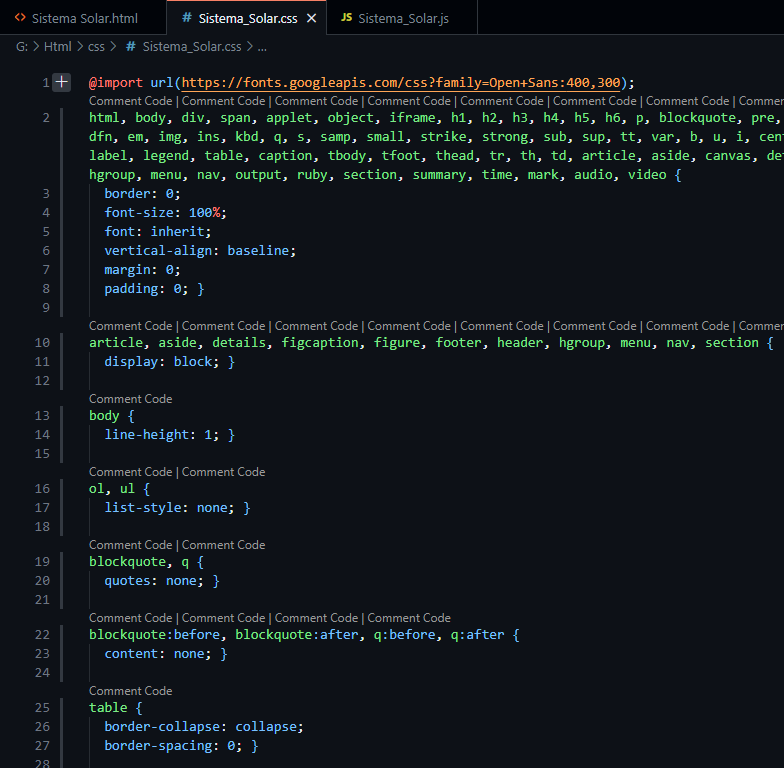 Sistema Solar.html
# Sistema_Solar.css
JS Sistema_Solar.js
G: > Html > css > # Sistema_Solar.css > ...
1 @import url(https://fonts.googleapis.com/css?family=Open+Sans:400,300);
Comment Code | Comment Code | Comment Code | Comment Code | Comment Code | Comment Code | Comment Code | Commen
2 html, body, div, span, applet, object, iframe, h1, h2, h3, h4, h5, h6, p, blockquote, pre,
dfn, em, img, ins, kbd, q, s, samp, small, strike, strong, sub, sup, tt, var, b, u, i, cen
label, legend, table, caption, tbody, tfoot, thead, tr, th, td, article, aside, canvas, de
hgroup, menu, nav, output, ruby, section, summary, time, mark, audio, video {
3 border: 0;
4 font-size: 100%;
5 font: inherit;
6 vertical-align: baseline;
7 margin: 0;
8 padding: 0; }
9
Comment Code | Comment Code | Comment Code | Comment Code | Comment Code | Comment Code | Comment Code | Commen
10 article, aside, details, figcaption, figure, footer, header, hgroup, menu, nav, section {
11 display: block; }
12
Comment Code
13 body {
14 line-height: 1; }
15
Comment Code | Comment Code
16 ol, ul {
17 list-style: none; }
18
Comment Code | Comment Code
19 blockquote, q {
20 quotes: none; }
21
Comment Code | Comment Code | Comment Code | Comment Code
22 blockquote:before, blockquote:after, q:before, q:after {
23 content: none; }
24
Comment Code
25 table {
26 border-collapse: collapse;
27 border-spacing: 0; }
28